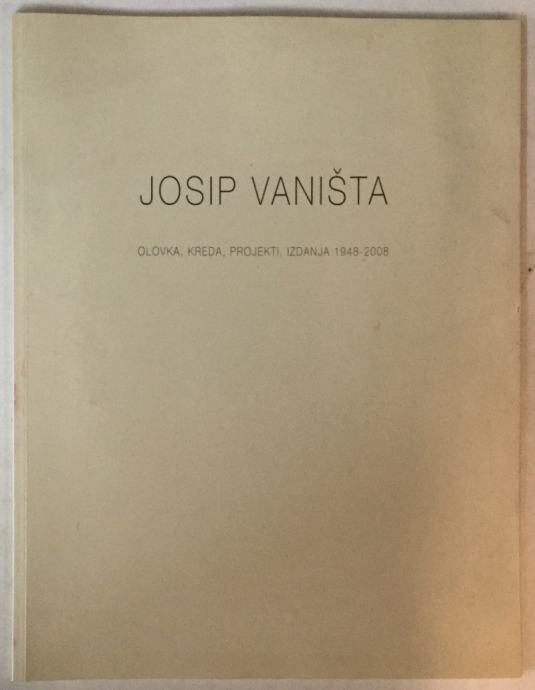 JOSIP VANIŠTA
OLOVKA, KREDA, PROJEKTI, IZDANJA 1948-2008